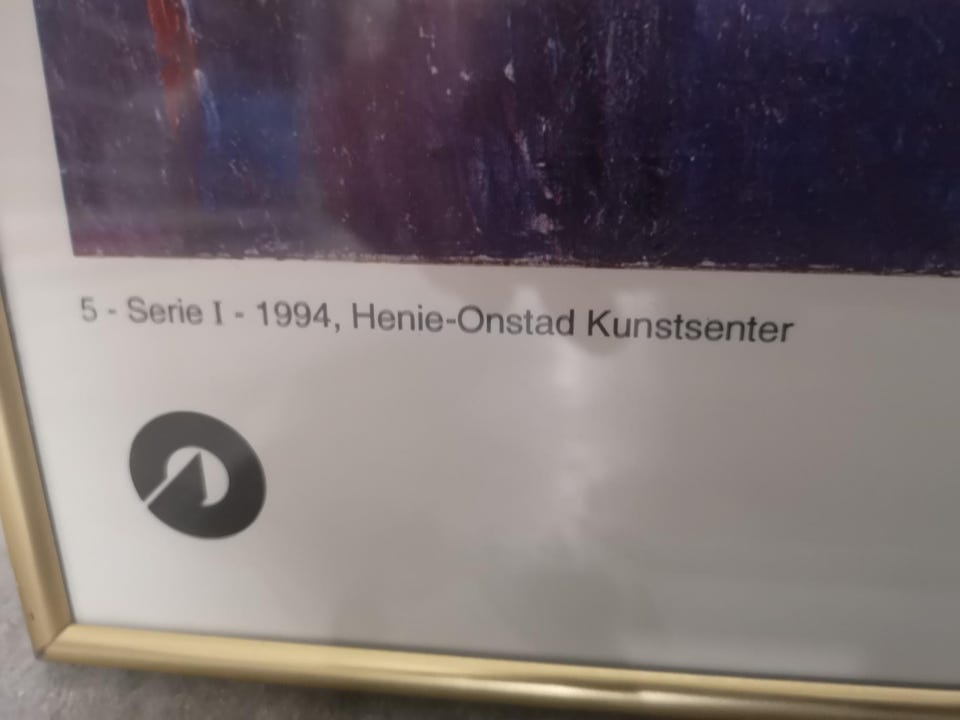 5 - Serie I - 1994, Henie-Onstad Kunstsenter